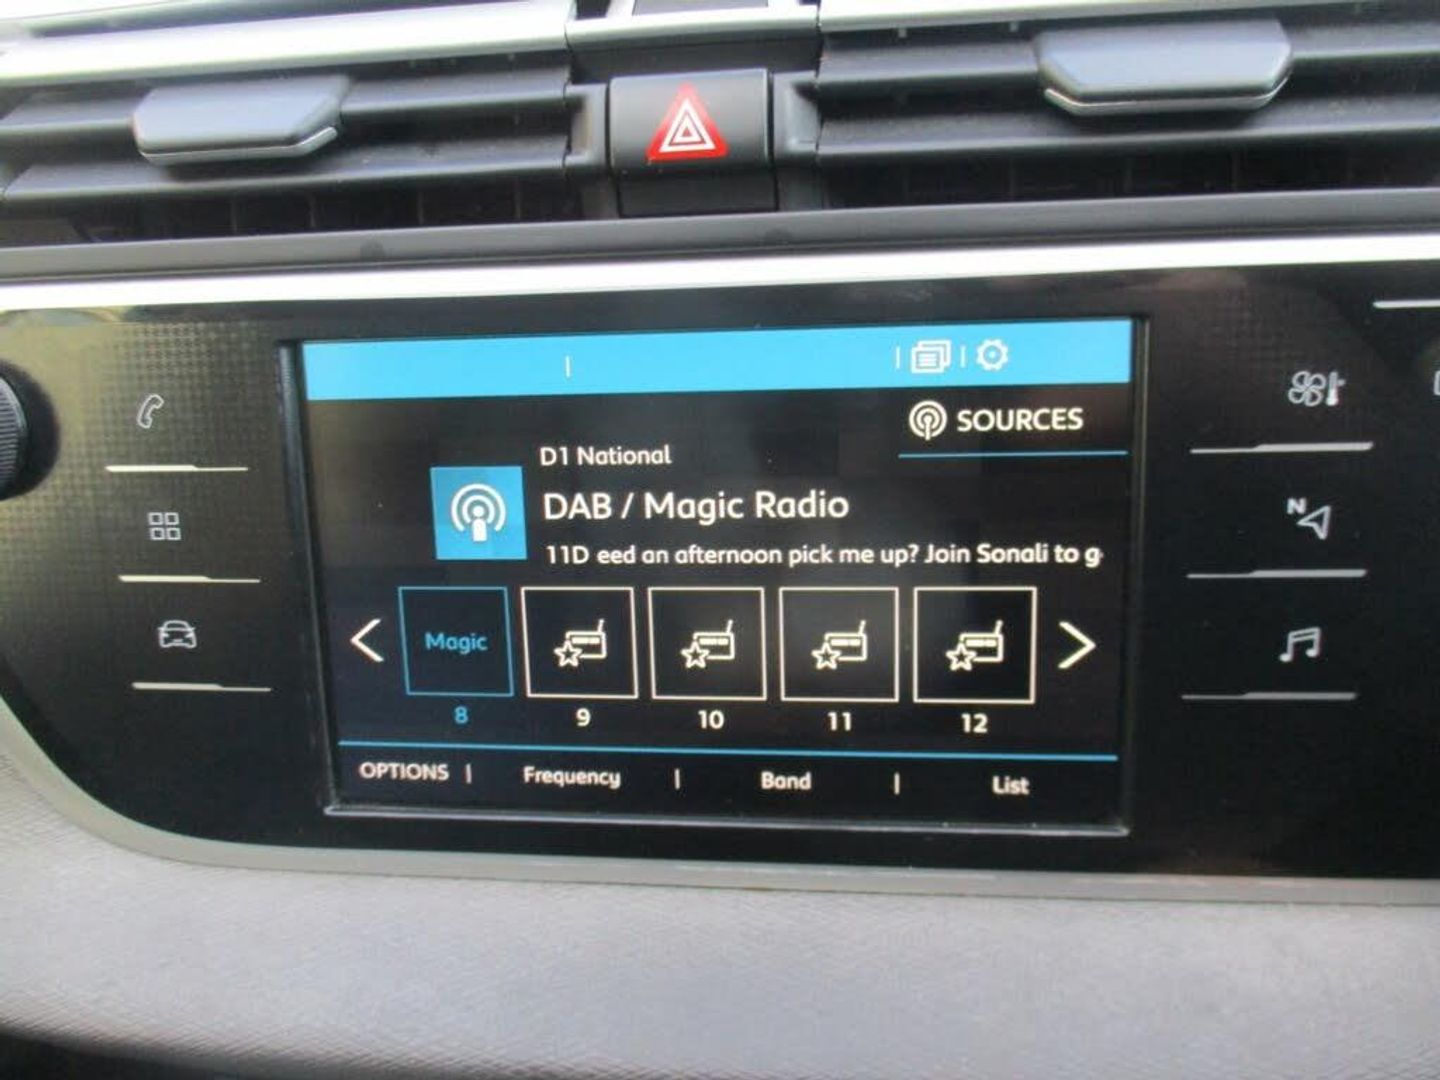 SOURCES
D1 National
DAB / Magic Radio
11D eed an afternoon pick me up? Join Sonali to g
Magic
8 9 10 11 12
OPTIONS | Frequency | Band | List
N